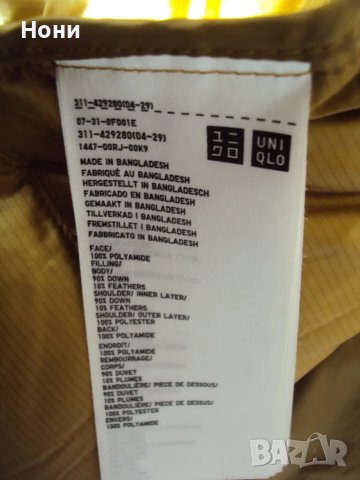 Нони
311-429280(04-29)
07-31-0F001E
311-429280(04-29)
1447-00RJ-00K9
ユニ
クロ
UNI
QLO
MADE IN BANGLADESH
FABRIQUÉ AU BANGLADESH
HERGESTELLT IN BANGLADESCH
FABRICADO EN BANGLADESH
GEMAAKT IN BANGLADESH
TILLVERKAD I BANGLADESH
FREMSTILLET I BANGLADESH
FABBRICATO IN BANGLADESH
FACE/
100% POLYAMIDE
FILLING/
BODY/
90% DOWN
10% FEATHERS
SHOULDER/ INNER LAYER/
90% DOWN
10% FEATHERS
SHOULDER/ OUTER LAYER/
100% POLYESTER
BACK/
100% POLYAMIDE
ENDROIT/
100% POLYAMIDE
REMBOURRAGE/
CORPS/
90% DUVET
10% PLUMES
BANDOULIÈRE/ PIECE DE DESSOUS/
90% DUVET
10% PLUMES
BANDOULIÈRE/ PIECE DE DESSUS/
100% POLYESTER
ENVERS/
100% POLYAMIDE
BAZAR